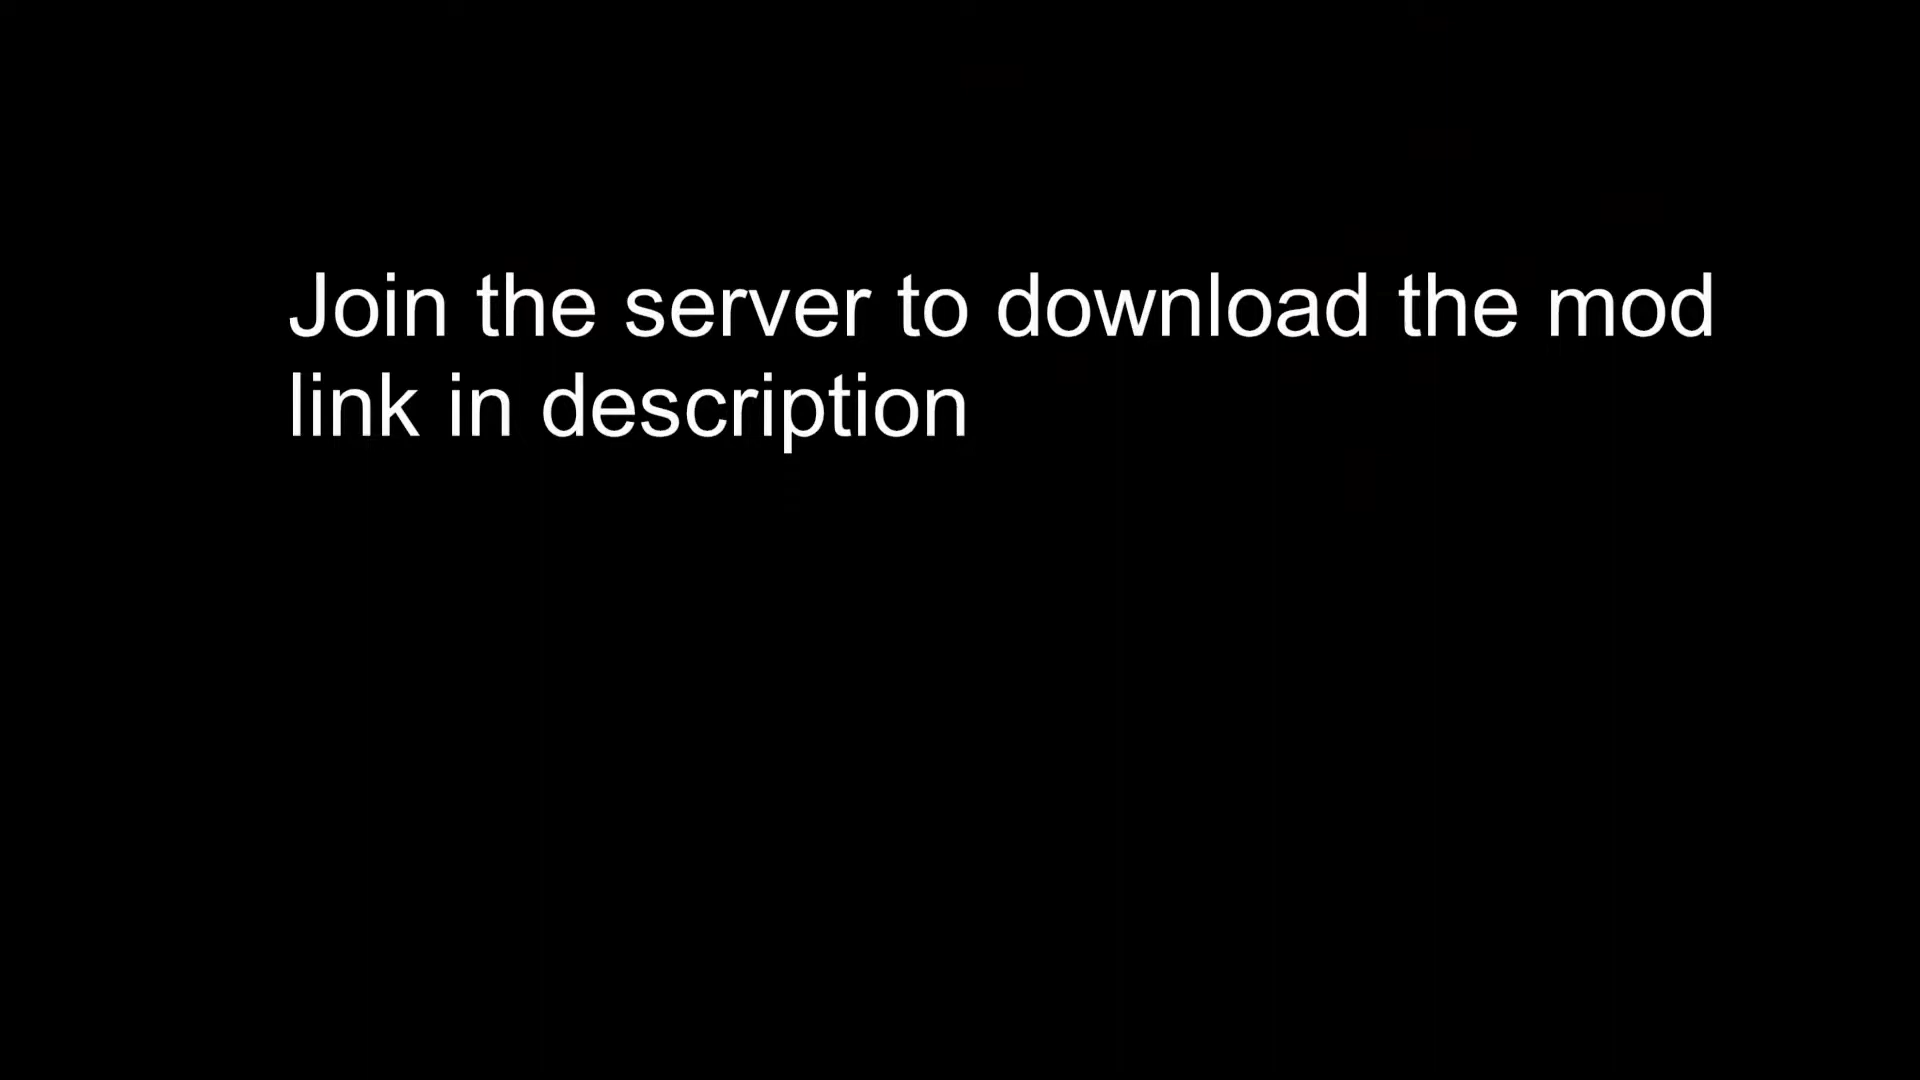 Join the server to download the mod
link in description